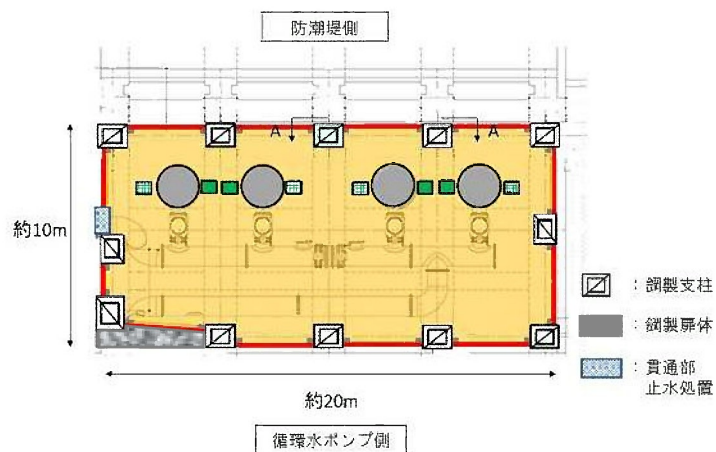 防潮堤側
A
A
約10m
：鋼製支柱
：鋼製扉体
：貫通部
止水処置
約20m
循環水ポンプ側